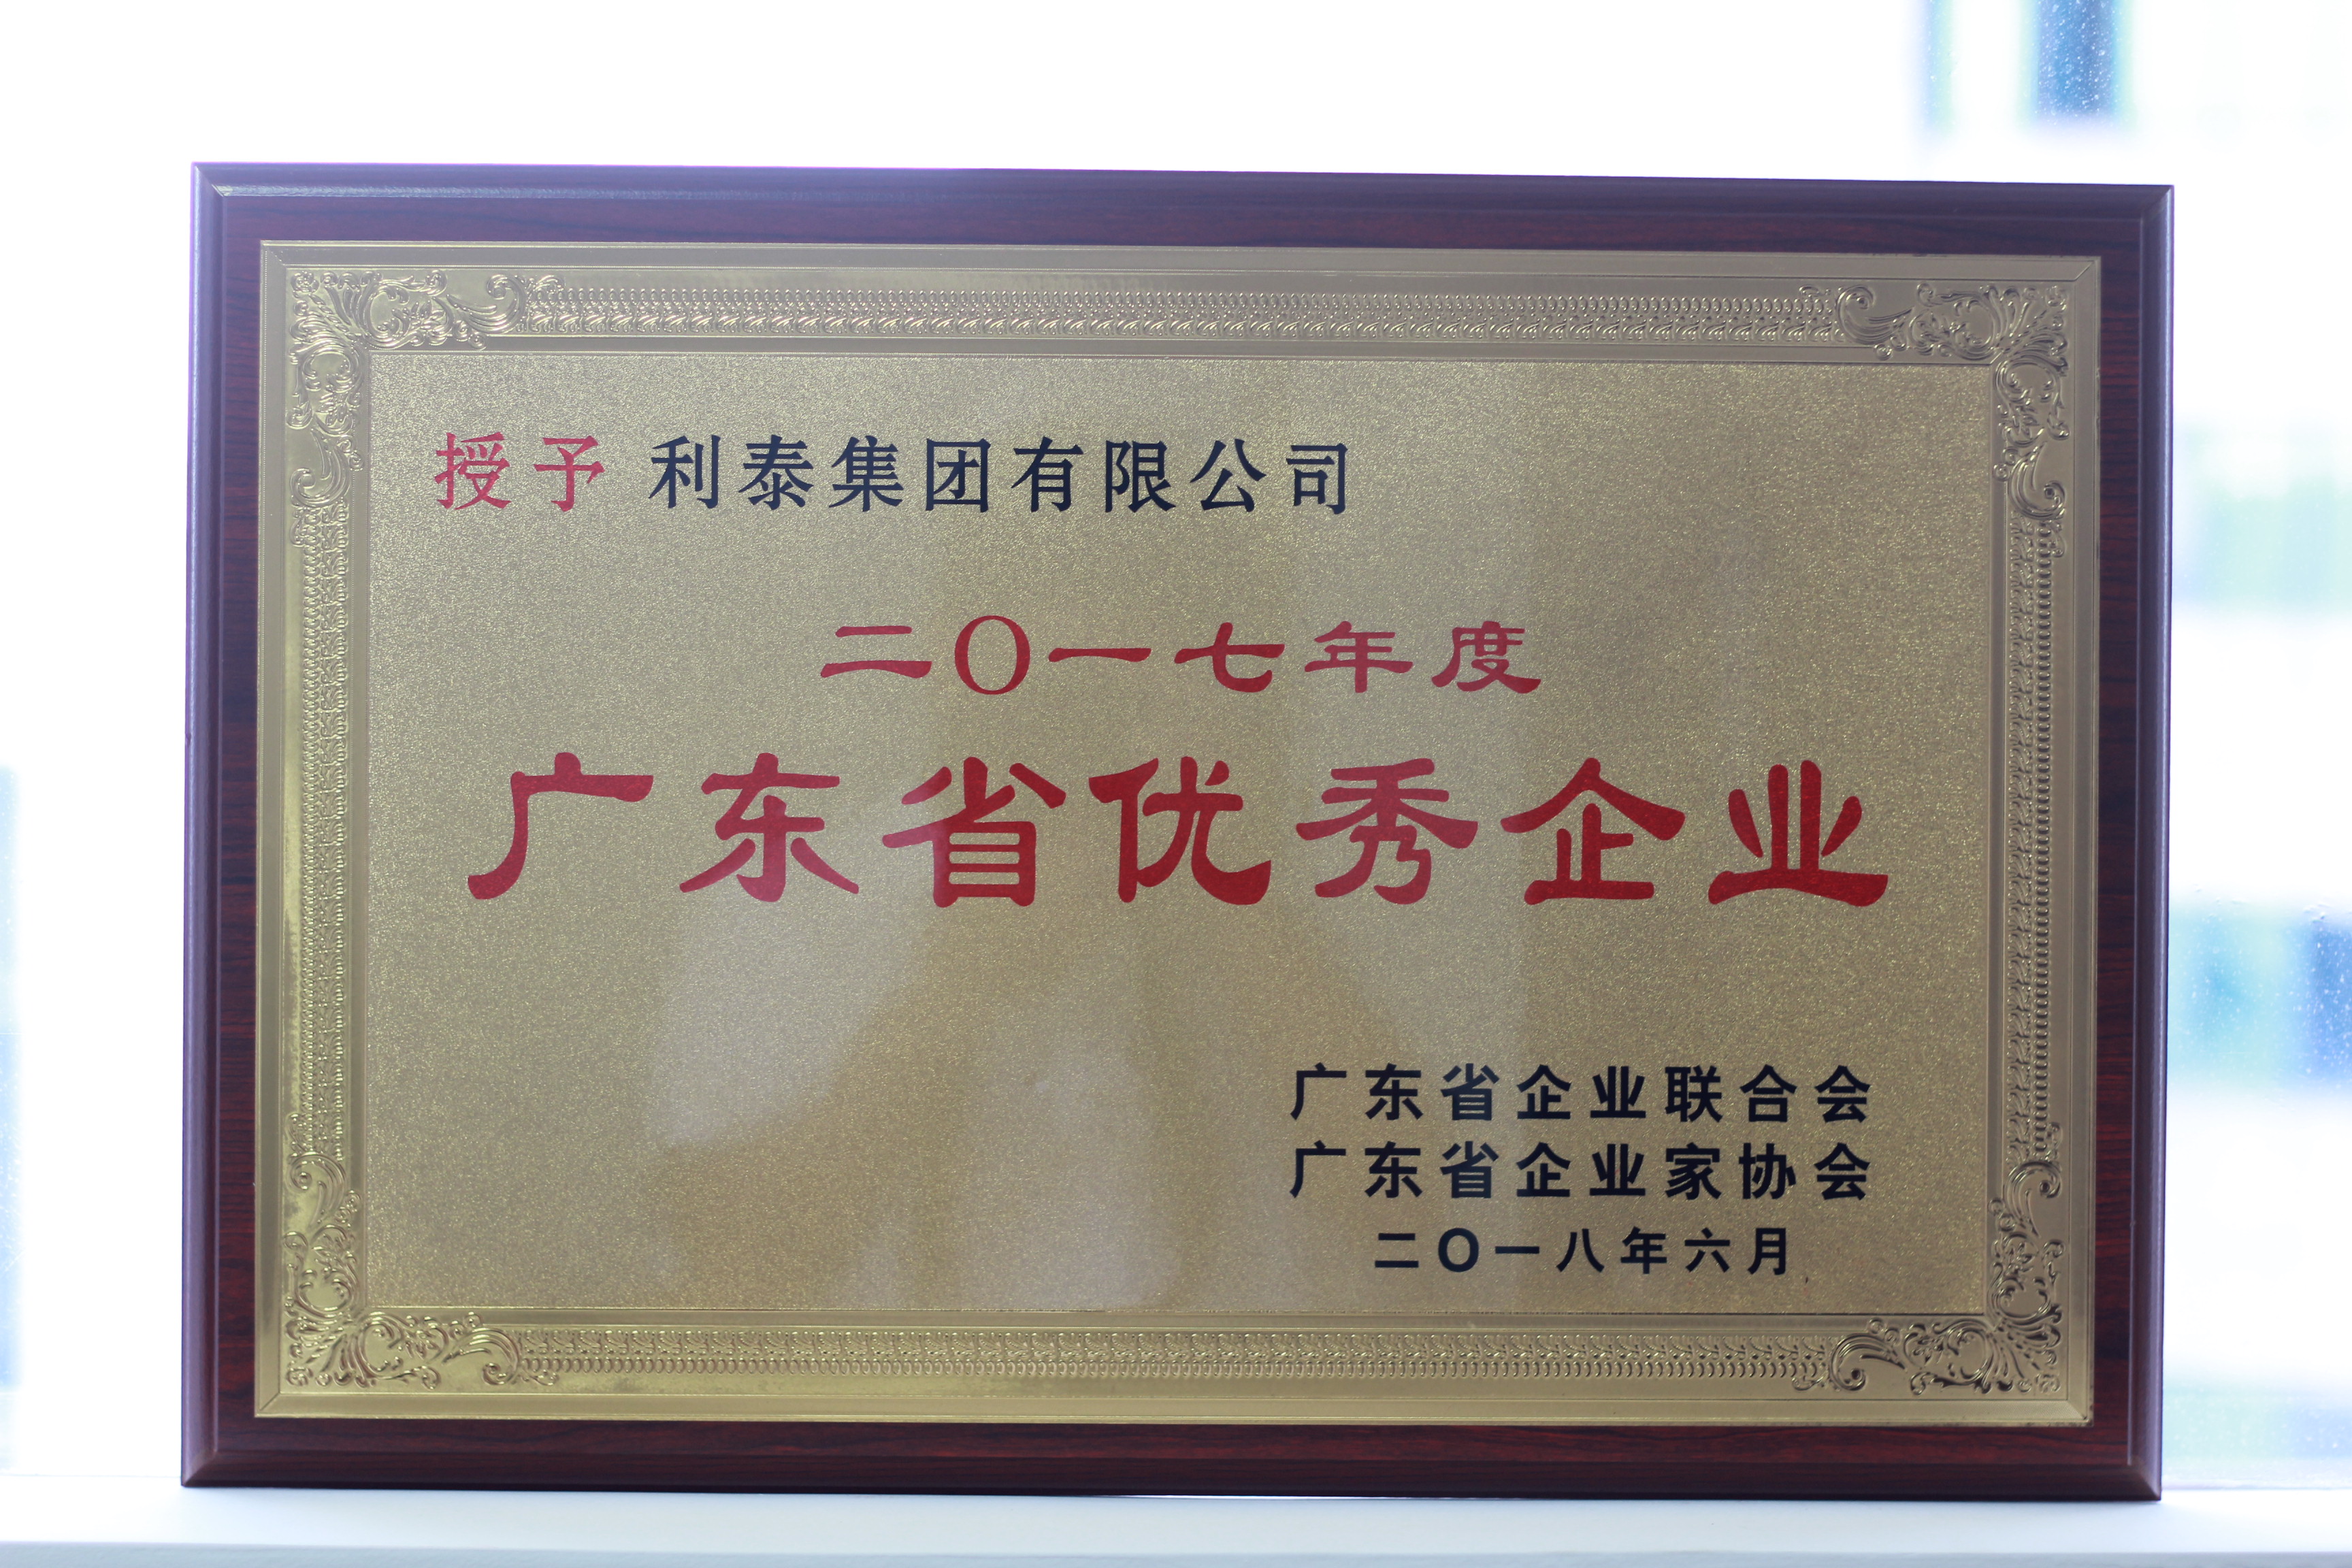 授予 利泰集团有限公司
二〇一七年度
广东省优秀企业
广东省企业联合会
广东省企业家协会
二〇一八年六月